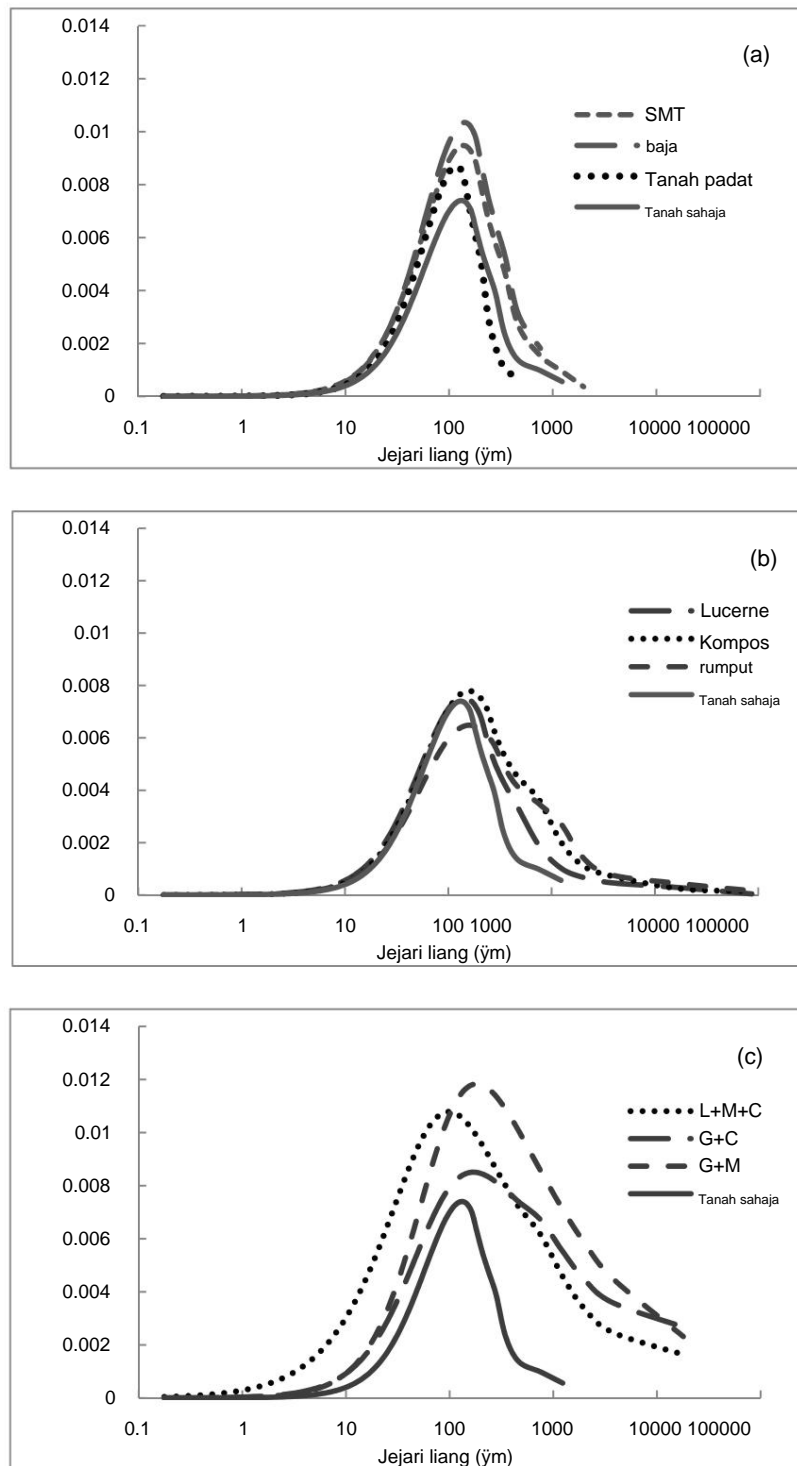 0.014
(a)
0.012
SMT
0.01
baja
0.008
Tanah padat
0.006
Tanah sahaja
0.004
0.002
0
0.1 1 10 100 1000 10000 100000
Jejari liang (ÿm)
0.014
(b)
0.012
Lucerne
0.01
Kompos
rumput
0.008
Tanah sahaja
0.006
0.004
0.002
0
0.1 1 10 100 1000 10000 100000
Jejari liang (ÿm)
0.014
(c)
0.012
L+M+C
0.01
G+C
G+M
0.008
Tanah sahaja
0.006
0.004
0.002
0
0.1 1 10 100 1000 10000 100000
Jejari liang (ÿm)